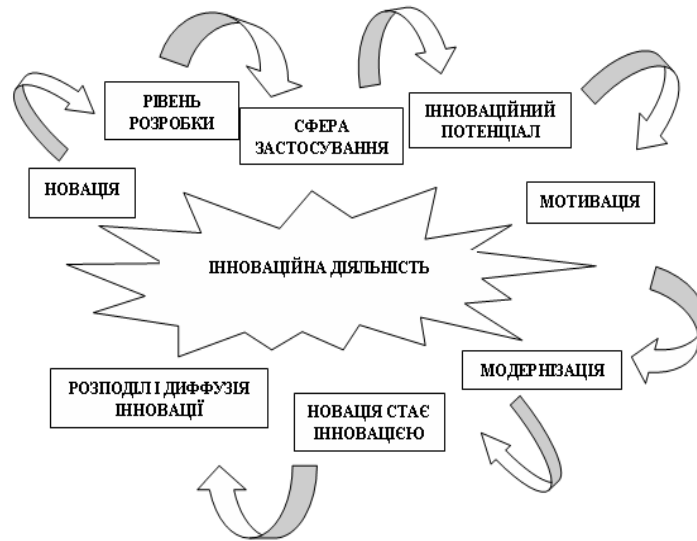 РІВЕНЬ
РОЗРОБКИ
СФЕРА
ЗАСТОСУВАННЯ
ІННОВАЦІЙНИЙ
ПОТЕНЦІАЛ
НОВАЦІЯ
МОТИВАЦІЯ
ІННОВАЦІЙНА ДІЯЛЬНІСТЬ
МОДЕРНІЗАЦІЯ
НОВАЦІЯ СТАЄ
ІННОВАЦІЄЮ
РОЗПОДІЛ І ДИФФУЗІЯ
ІННОВАЦІЇ